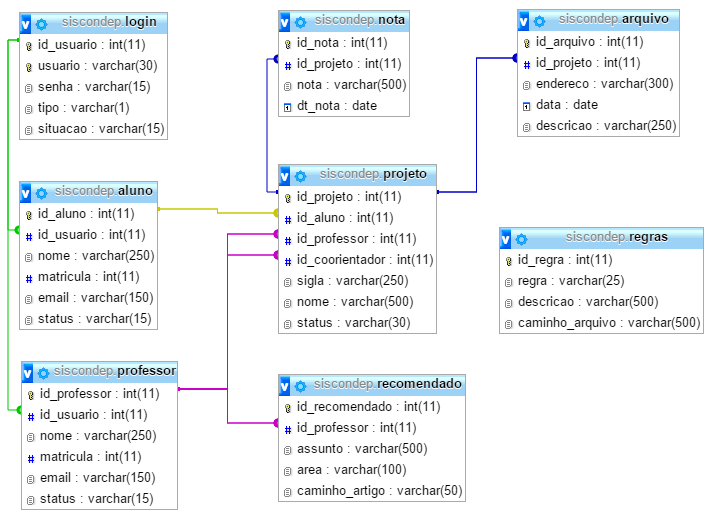 siscondep.login
id_usuario : int(11)
usuario : varchar(30)
senha : varchar(15)
tipo : varchar(1)
situacao : varchar(15)
siscondep.nota
id_nota : int(11)
id_projeto : int(11)
nota : varchar(500)
dt_nota : date
siscondep.arquivo
id_arquivo : int(11)
id_projeto : int(11)
endereco : varchar(300)
data : date
descricao : varchar(250)
siscondep.aluno
id_aluno : int(11)
id_usuario : int(11)
nome : varchar(250)
matricula : int(11)
email : varchar(150)
status : varchar(15)
siscondep.projeto
id_projeto : int(11)
id_aluno : int(11)
id_professor : int(11)
id_coorientador : int(11)
sigla : varchar(250)
nome : varchar(500)
status : varchar(30)
siscondep.regras
id_regra : int(11)
regra : varchar(25)
descricao : varchar(500)
caminho_arquivo : varchar(500)
siscondep.professor
id_professor : int(11)
id_usuario : int(11)
nome : varchar(250)
matricula : int(11)
email : varchar(150)
status : varchar(15)
siscondep.recomendado
id_recomendado : int(11)
id_professor : int(11)
assunto : varchar(500)
area : varchar(100)
caminho_artigo : varchar(50)